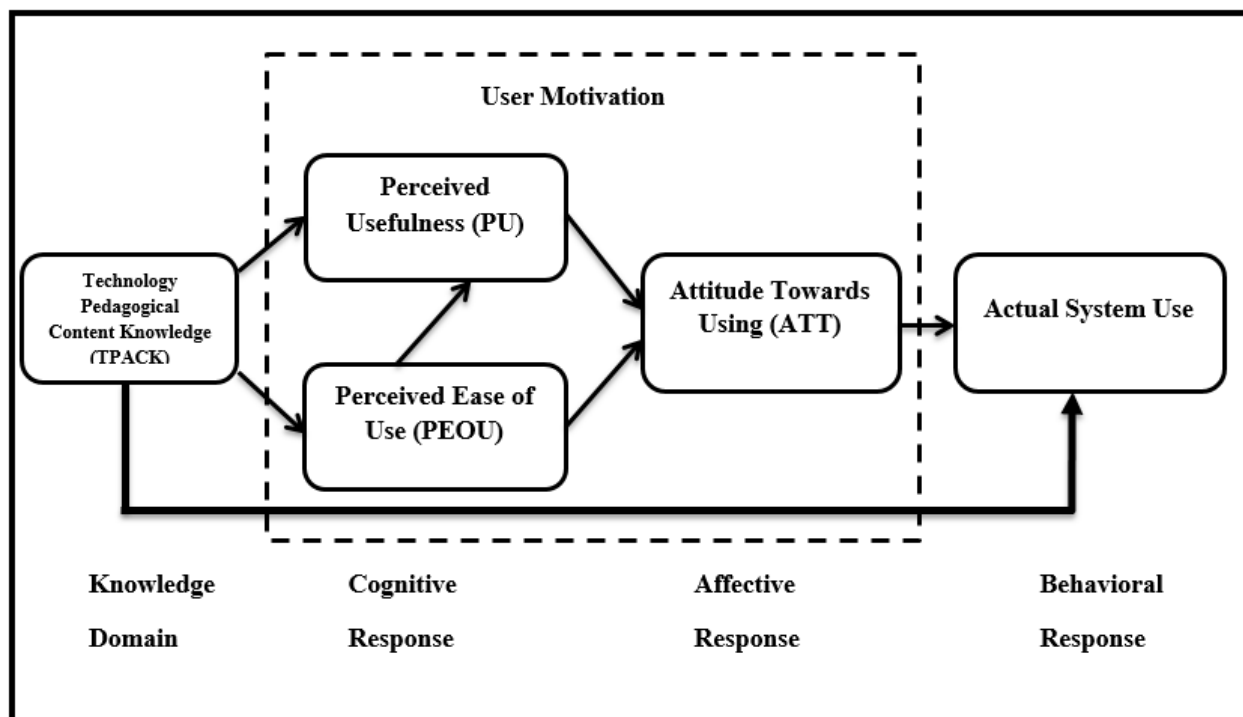 User Motivation
Perceived
Usefulness (PU)
Technology
Pedagogical
Content Knowledge
(TPACK)
Perceived Ease of
Use (PEOU)
Attitude Towards
Using (ATT)
Actual System Use
Knowledge
Domain
Cognitive
Response
Affective
Response
Behavioral
Response